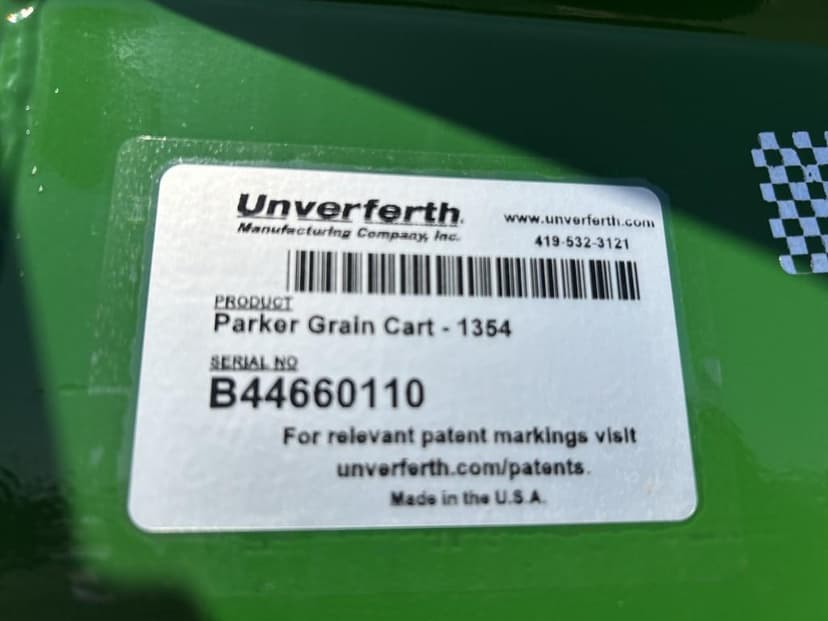 Unverferth.
Manufacturing Company, Inc.
www.unverferth.com
419-532-3121
PRODUCT
Parker Grain Cart - 1354
SERIAL NO
B44660110
For relevant patent markings visit
unverferth.com/patents.
Made in the U.S.A.